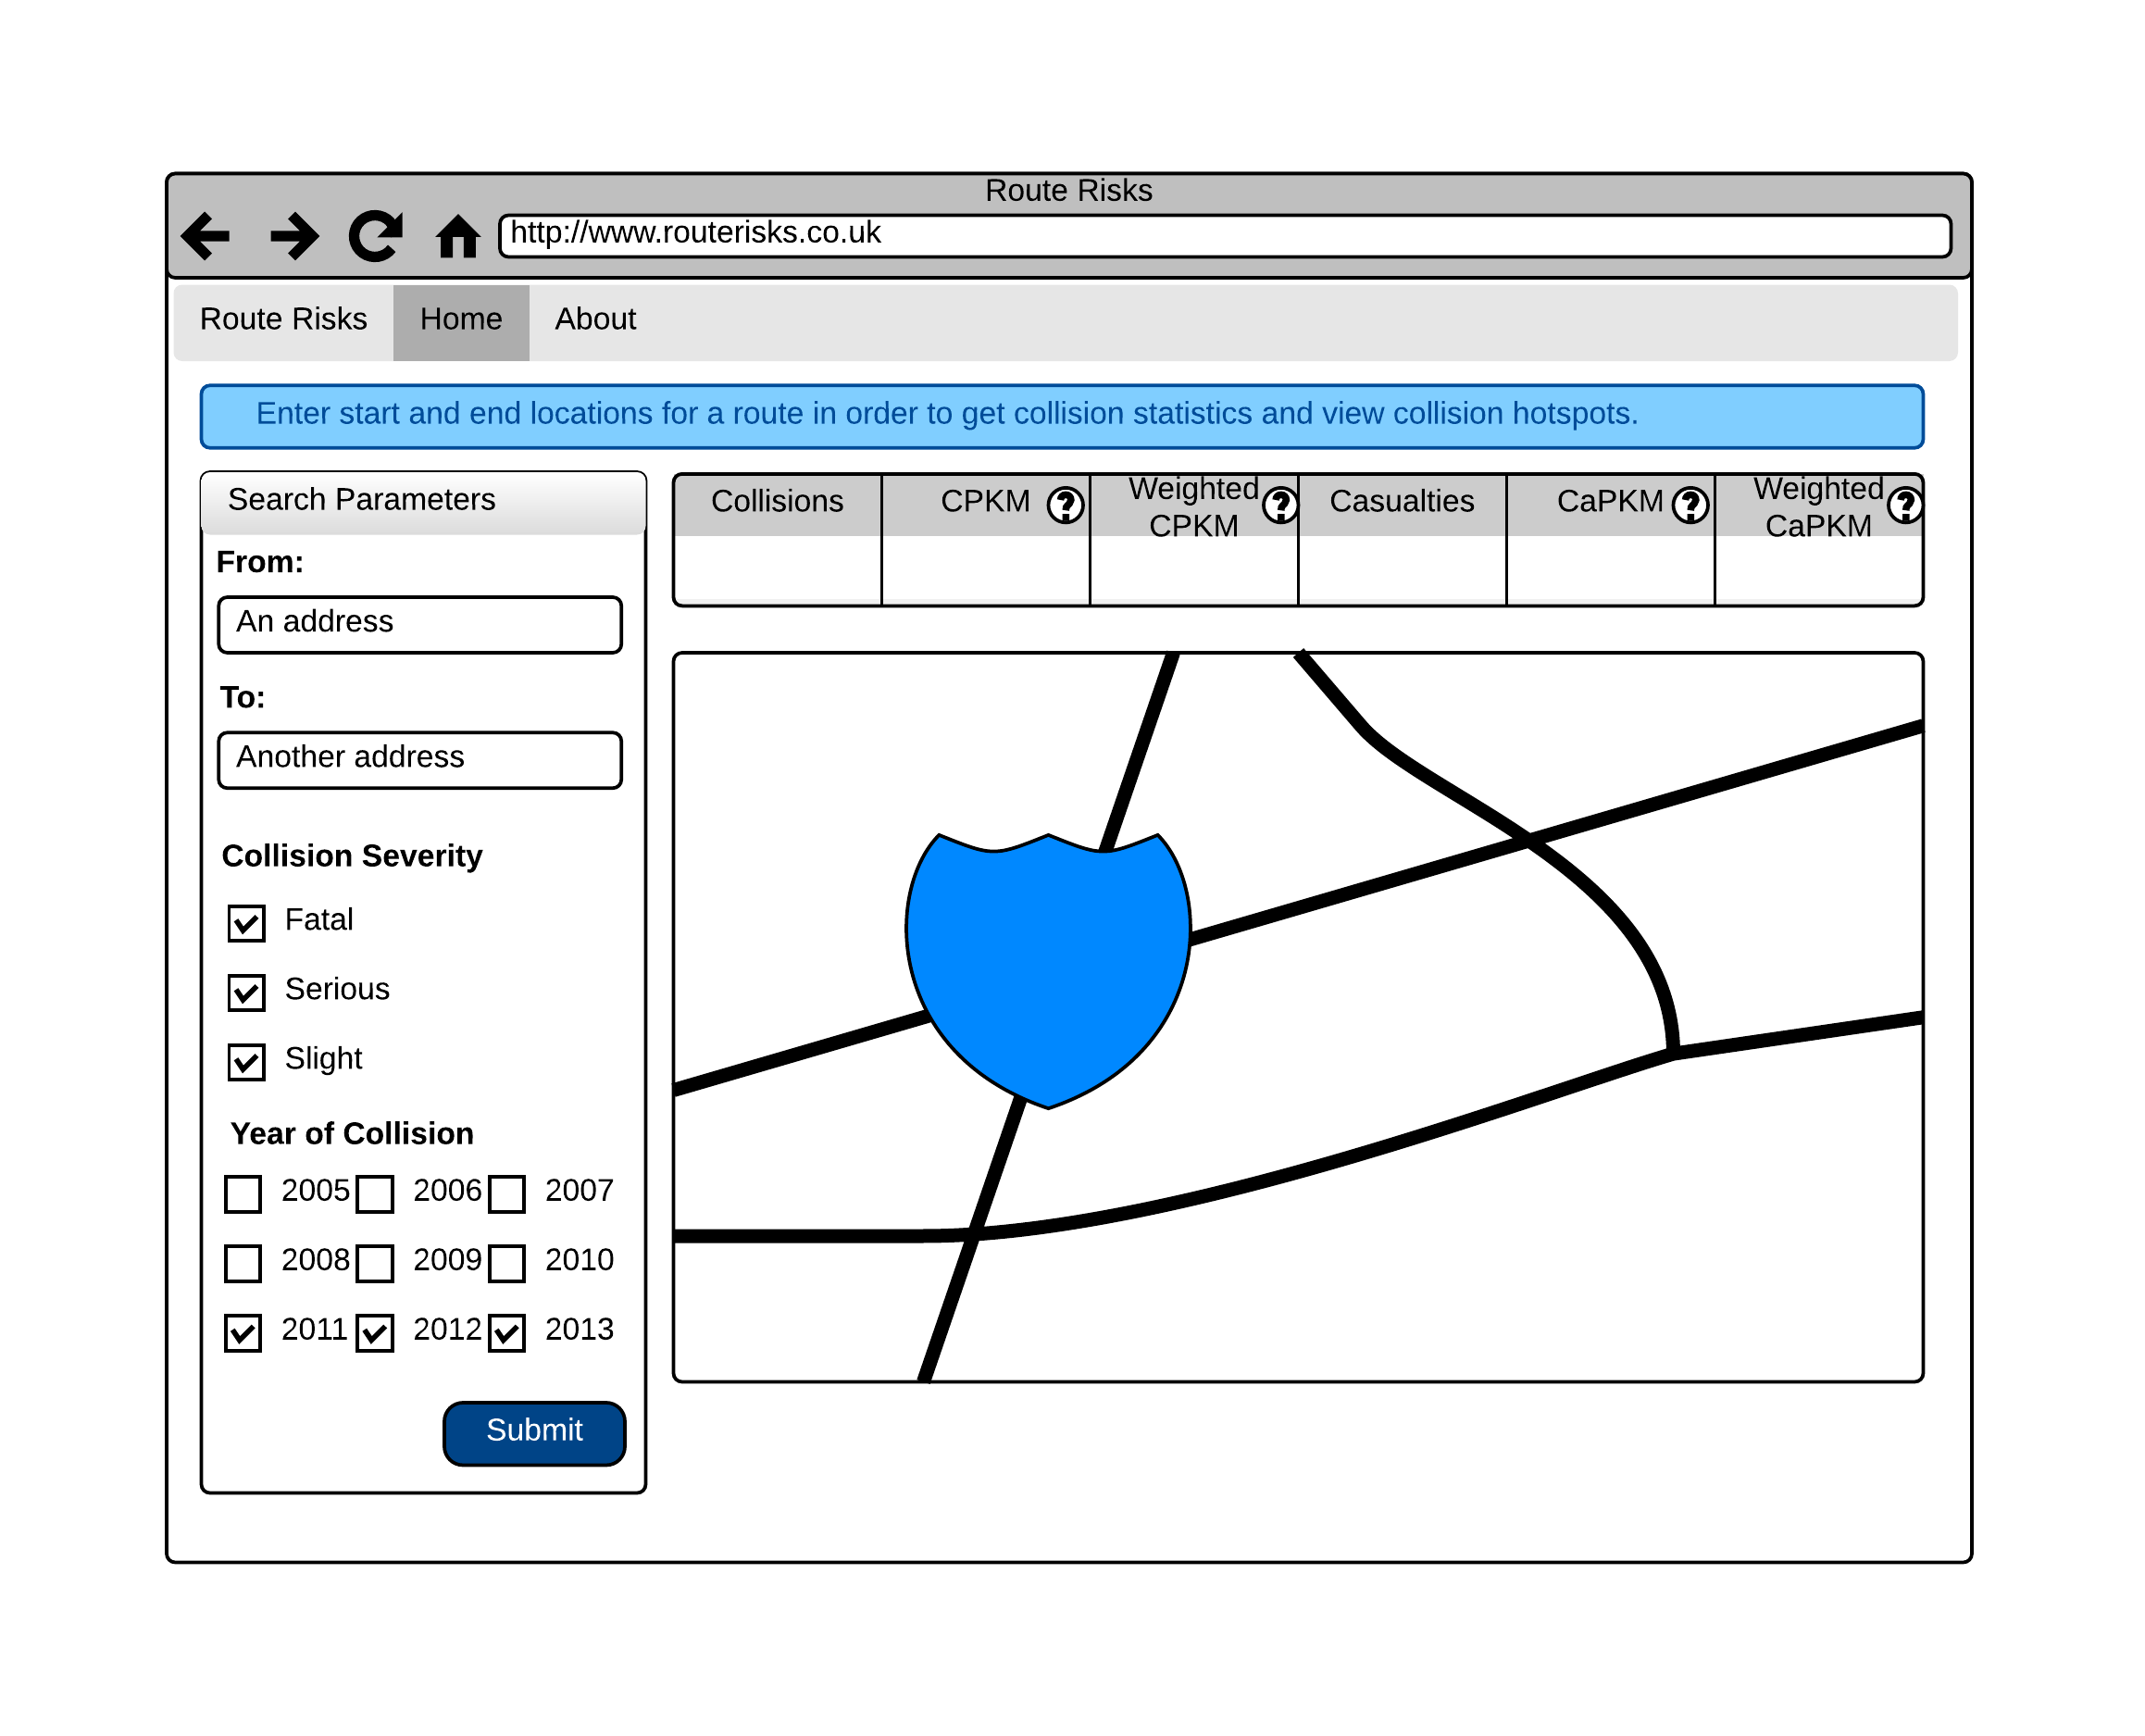 Route Risks
http://www.routerisks.co.uk
Route Risks Home About
Enter start and end locations for a route in order to get collision statistics and view collision hotspots.
Search Parameters
From:
An address
To:
Another address
Collision Severity
Fatal
Serious
Slight
Year of Collision
2005 2006 2007
2008 2009 2010
2011 2012 2013
Submit
Collisions
CPKM ?
Weighted
CPKM ?
Casualties
CaPKM ?
Weighted
CaPKM ?